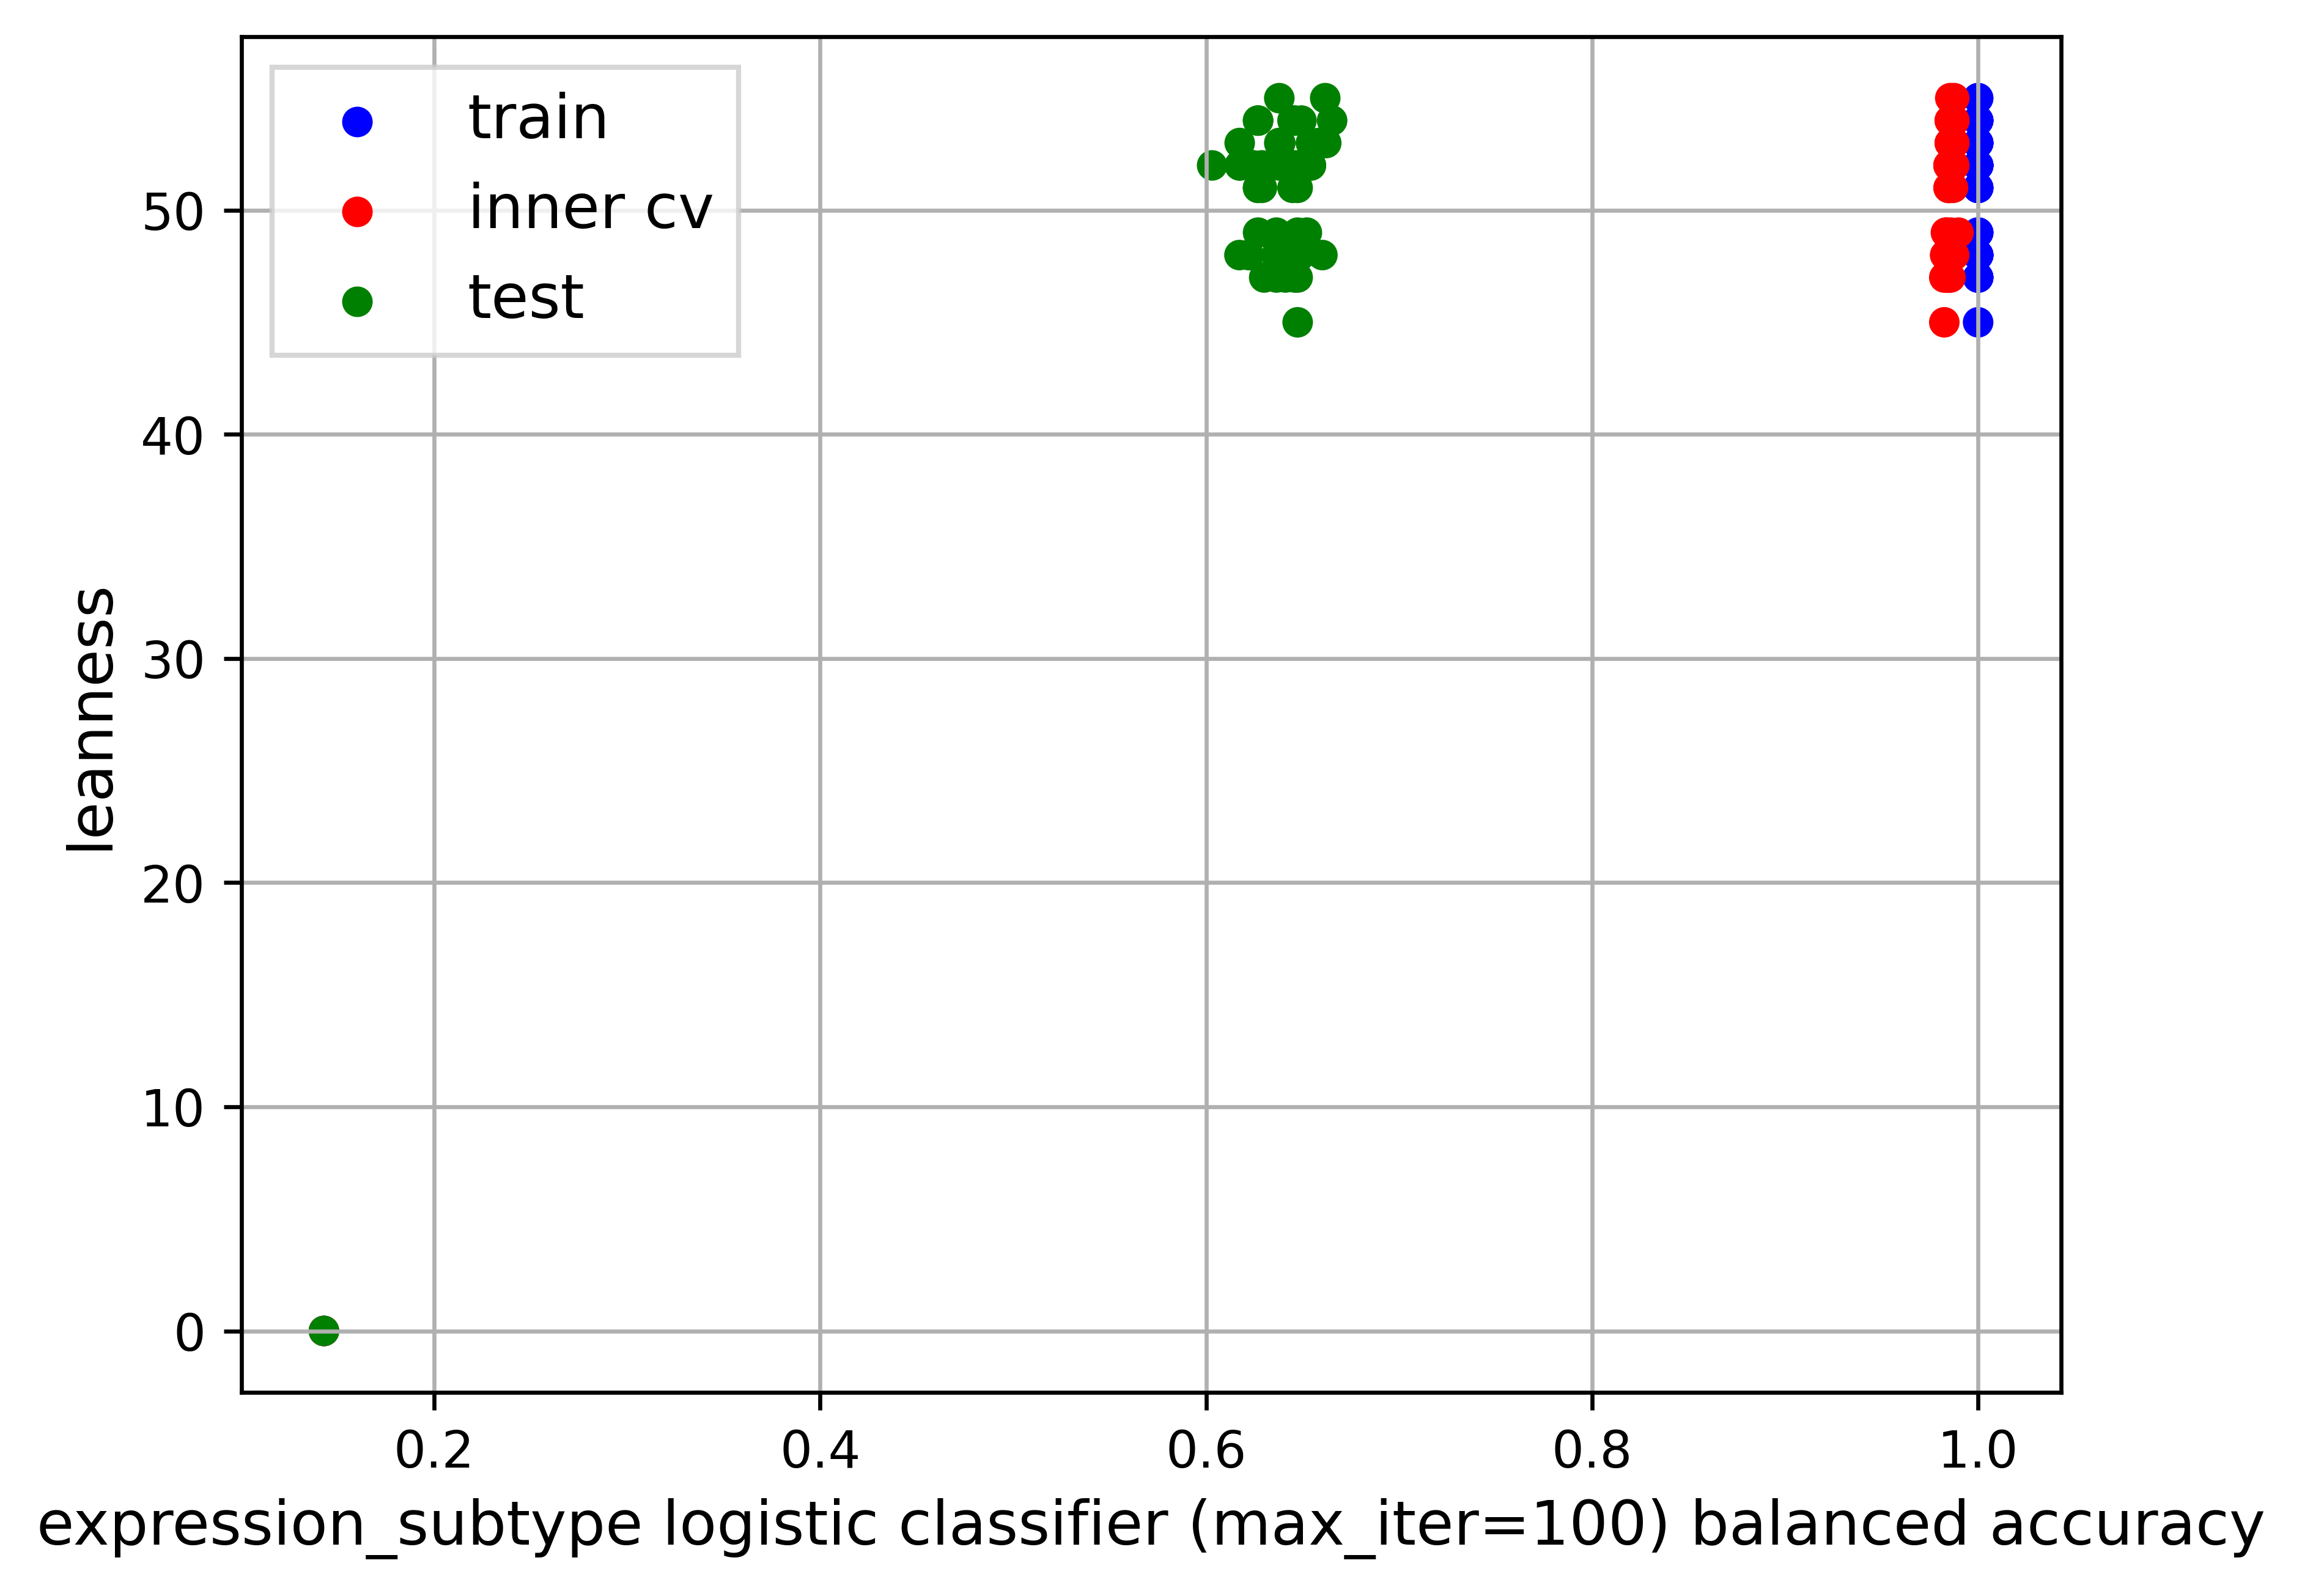 train
inner cv
test
50
40
30
20
10
0
leanness
0.2 0.4 0.6 0.8 1.0
expression_subtype logistic classifier (max_iter=100) balanced accuracy